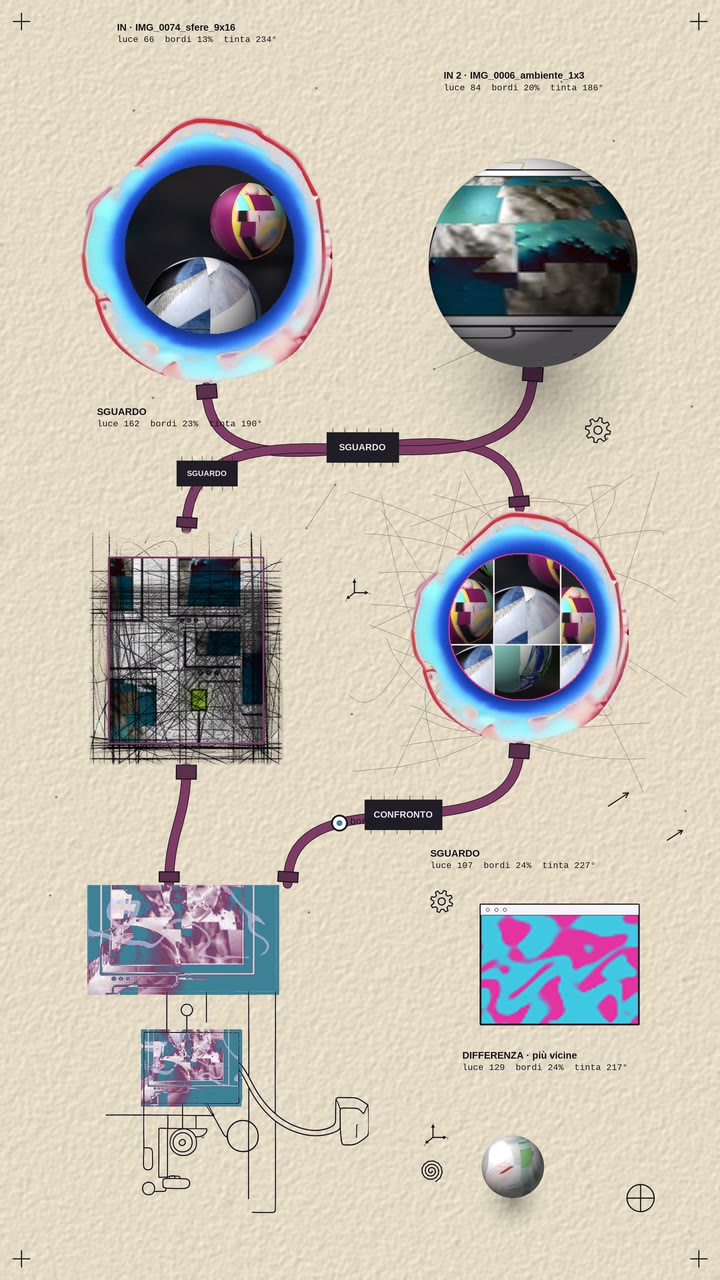 IN · IMG_0074_sfere_9x16
luce 66  bordi 13%  tinta 234°
IN 2 · IMG_0006_ambiente_1x3
luce 84  bordi 20%  tinta 186°
SGUARDO
luce 162  bordi 23%  tinta 190°
SGUARDO
SGUARDO
CONFRONTO
SGUARDO
luce 107  bordi 24%  tinta 227°
DIFFERENZA · più vicine
luce 129  bordi 24%  tinta 217°